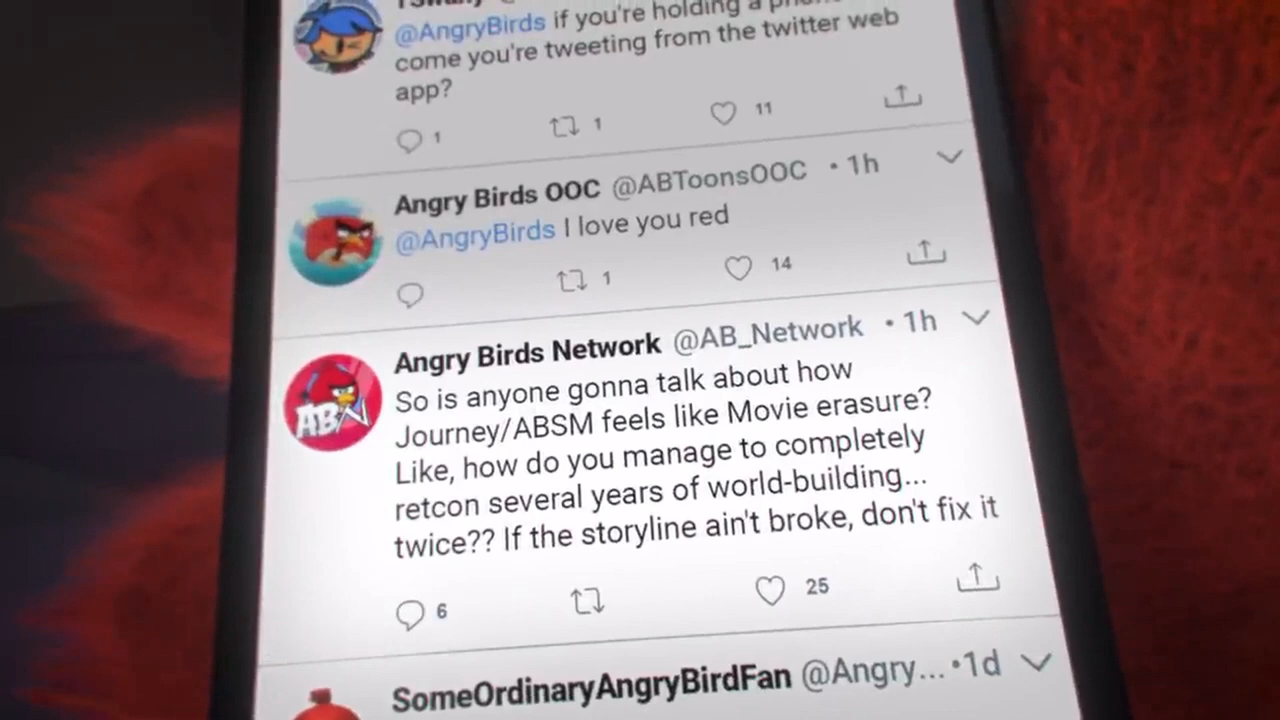 @AngryBirds if you're holding a
come you're tweeting from the twitter web
app?
1 1 11
Angry Birds OOC @ABToonsOOC • 1h
@AngryBirds I love you red
1 14
Angry Birds Network @AB_Network • 1h
ABN
So is anyone gonna talk about how
Journey/ABSM feels like Movie erasure?
Like, how do you manage to completely
retcon several years of world-building...
twice?? If the storyline ain't broke, don't fix it
6 25
SomeOrdinaryAngryBirdFan @Angry... •1d